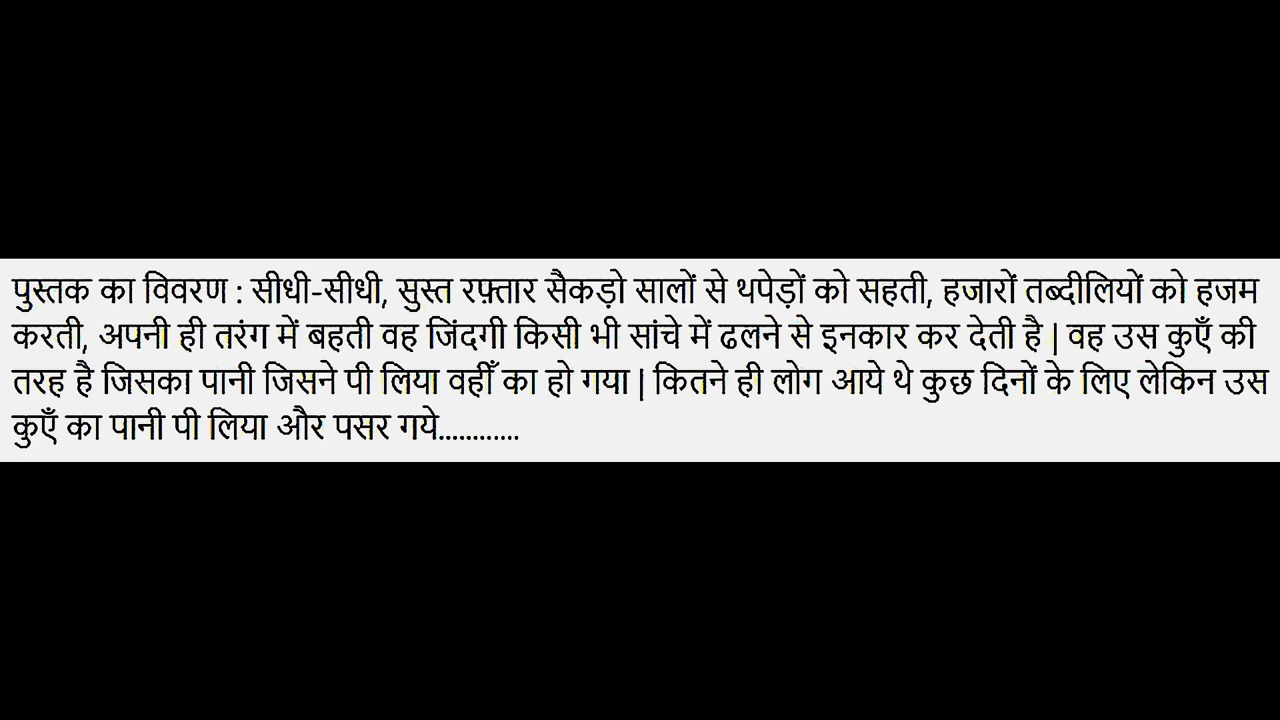 पुस्तक का विवरण : सीधी-सीधी, सुस्त रफ़्तार सैकड़ो सालों से थपेड़ों को सहती, हजारों तब्दीलियों को हजम
करती, अपनी ही तरंग में बहती वह जिंदगी किसी भी सांचे में ढलने से इनकार कर देती है | वह उस कुएँ की
तरह है जिसका पानी जिसने पी लिया वहीँ का हो गया | कितने ही लोग आये थे कुछ दिनों के लिए लेकिन उस
कुएँ का पानी पी लिया और पसर गये............